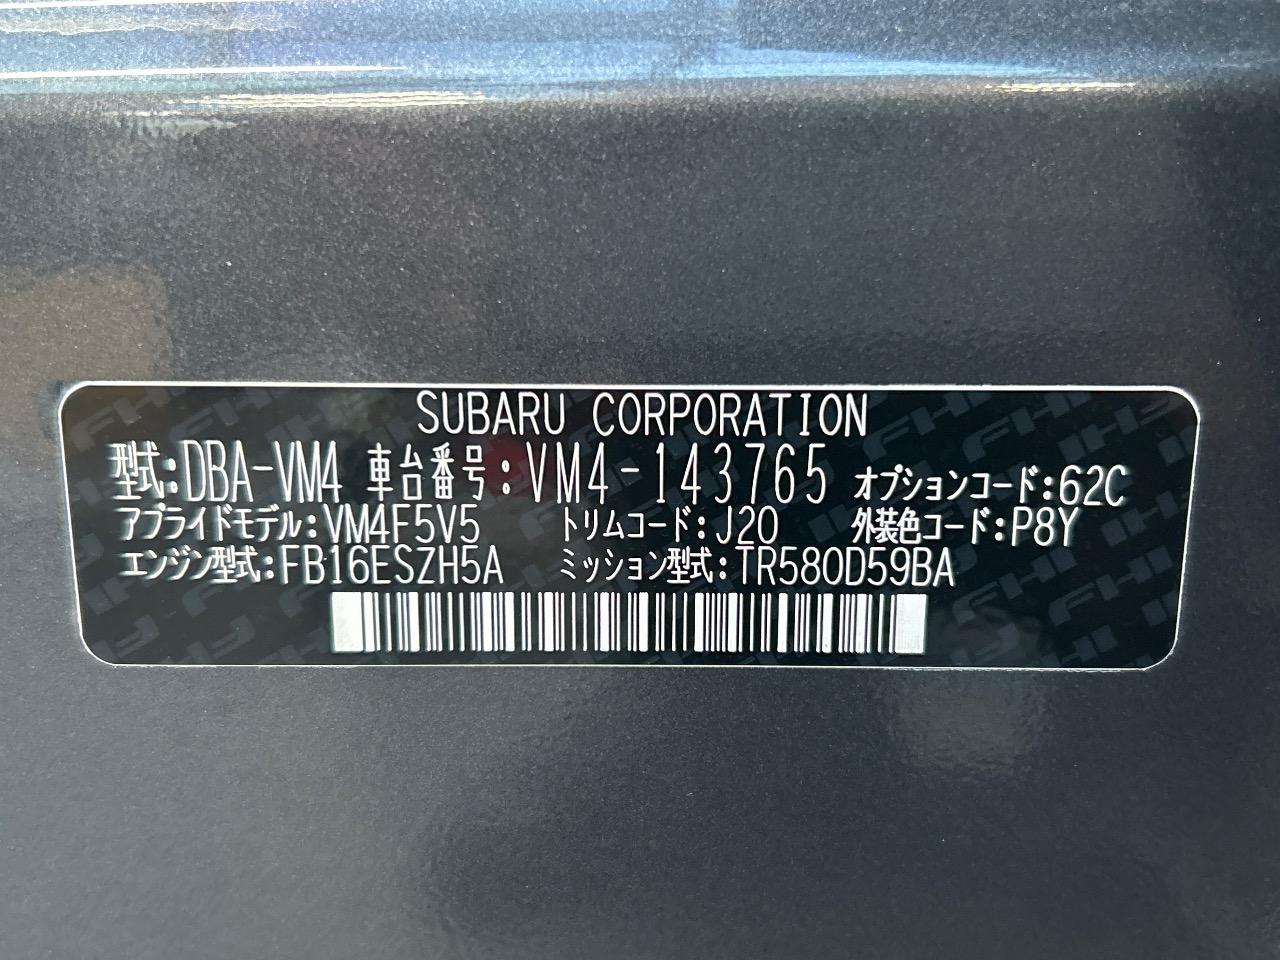 SUBARU CORPORATION
型式:DBA-VM4 車台番号:VM4-143765 オプションコード:62C
アプライドモデル:VM4F5V5 トリムコード:J20 外装色コード:P8Y
エンジン型式:FB16ESZH5A ミッション型式:TR580D59BA